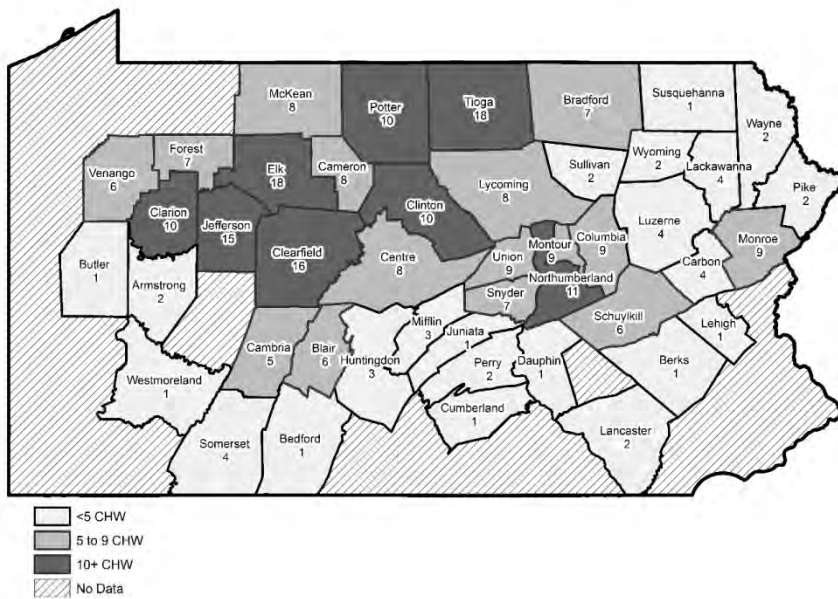 McKean
8
Potter
10
Tioga
18
Bradford
7
Susquehanna
1
Wayne
2
Venango
6
Forest
7
Elk
18
Cameron
8
Clinton
10
Lycoming
8
Sullivan
2
Wyoming
2
Lackawanna
4
Pike
2
Clarion
10
Jefferson
15
Clearfield
16
Centre
8
Union
9
Montour
9
Columbia
9
Luzerne
4
Carbon
4
Monroe
9
Butler
1
Armstrong
2
Northumberland
11
Snyder
7
Schuylkill
6
Lehigh
1
Cambria
5
Blair
6
Huntingdon
3
Mifflin
3
Juniata
1
Perry
2
Dauphin
1
Berks
1
Westmoreland
1
Cumberland
1
Lancaster
2
Somerset
4
Bedford
1
<5 CHW
5 to 9 CHW
10+ CHW
No Data